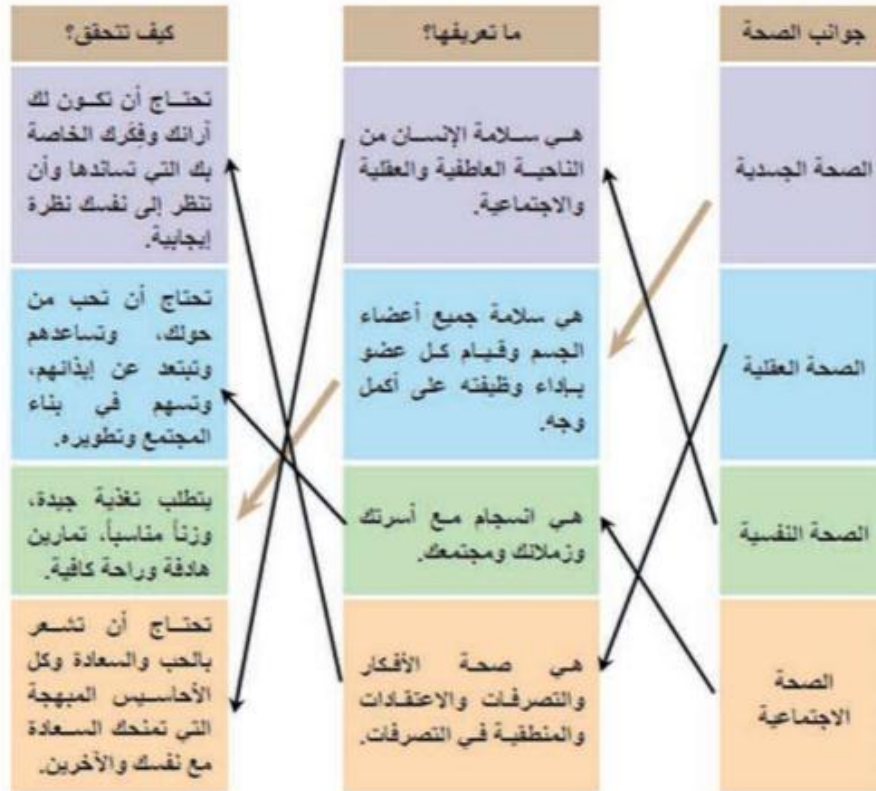 جوانب الصحة
ما تعريفها؟
كيف تتحقق؟
الصحة الجسدية
هي سلامة الإنسان من
الناحية العاطفية والعقلية
والاجتماعية.
تحتاج أن تكون لك
أرائك وفكرك الخاصة
بك التي تساندها وأن
تنظر إلى نفسك نظرة
إيجابية.
الصحة العقلية
هي سلامة جميع أعضاء
الجسم وقيام كل عضو
بإداء وظيفته على أكمل
وجه.
تحتاج أن تحب من
حولك، وتساعدهم
وتبتعد عن إيذائهم،
وتسهم في بناء
المجتمع وتطويره.
الصحة النفسية
هي انسجام مع أسرتك
وزملائك ومجتمعك.
يتطلب تغذية جيدة،
وزناً مناسباً، تمارين
هادفة وراحة كافية.
الصحة
الاجتماعية
هي صحة الأفكار
والتصرفات والاعتقادات
والمنطقية في التصرفات.
تحتاج أن تشعر
بالحب والسعادة وكل
الأحاسيس المبهجة
التي تمنحك السعادة
مع نفسك والآخرين.